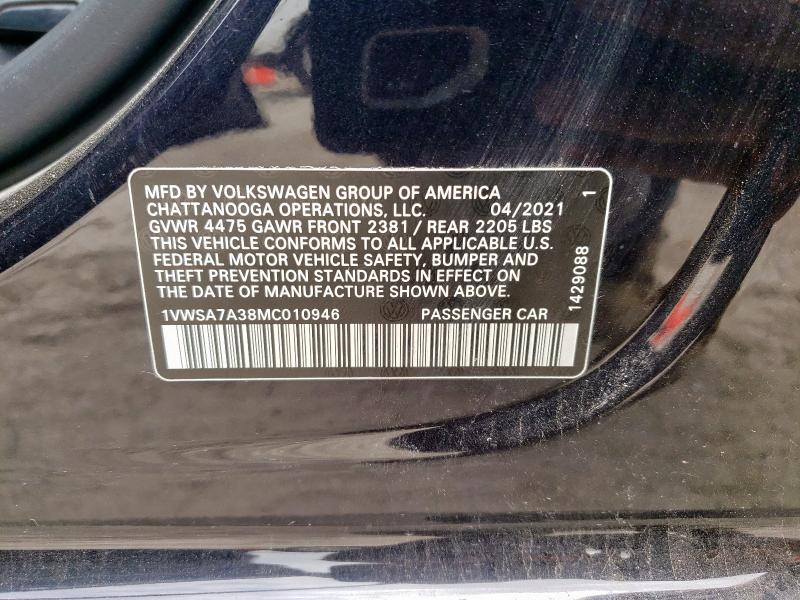 MFD BY VOLKSWAGEN GROUP OF AMERICA
CHATTANOOGA OPERATIONS, LLC. 04/2021
GVWR 4475 GAWR FRONT 2381 / REAR 2205 LBS
THIS VEHICLE CONFORMS TO ALL APPLICABLE U.S.
FEDERAL MOTOR VEHICLE SAFETY, BUMPER AND
THEFT PREVENTION STANDARDS IN EFFECT ON
THE DATE OF MANUFACTURE SHOWN ABOVE.
1VWSA7A38MC010946 PASSENGER CAR
1429088 1